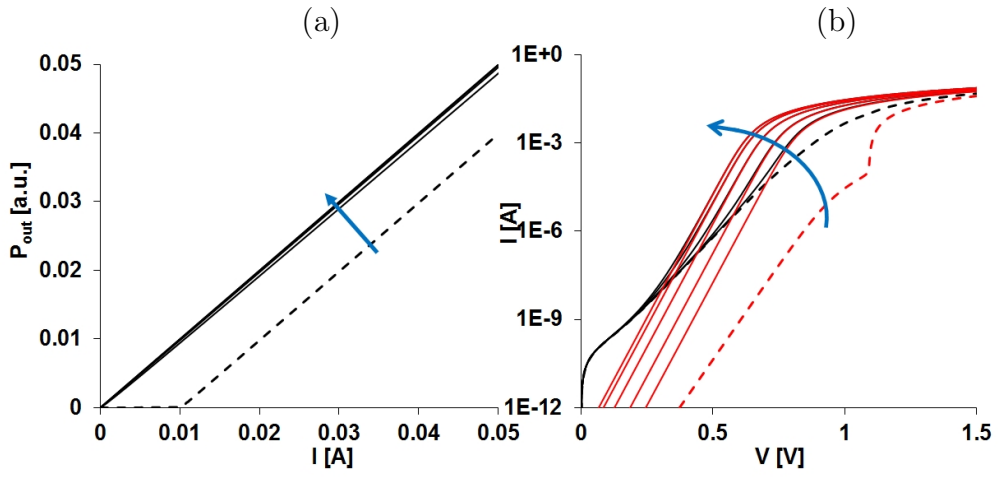 (a)
(b)
0.05
0.04
0.03
0.02
0.01
0
P_out [a.u.]
0 0.01 0.02 0.03 0.04 0.05
I [A]
1E+0
1E-3
1E-6
1E-9
1E-12
I [A]
0 0.5 1 1.5
V [V]